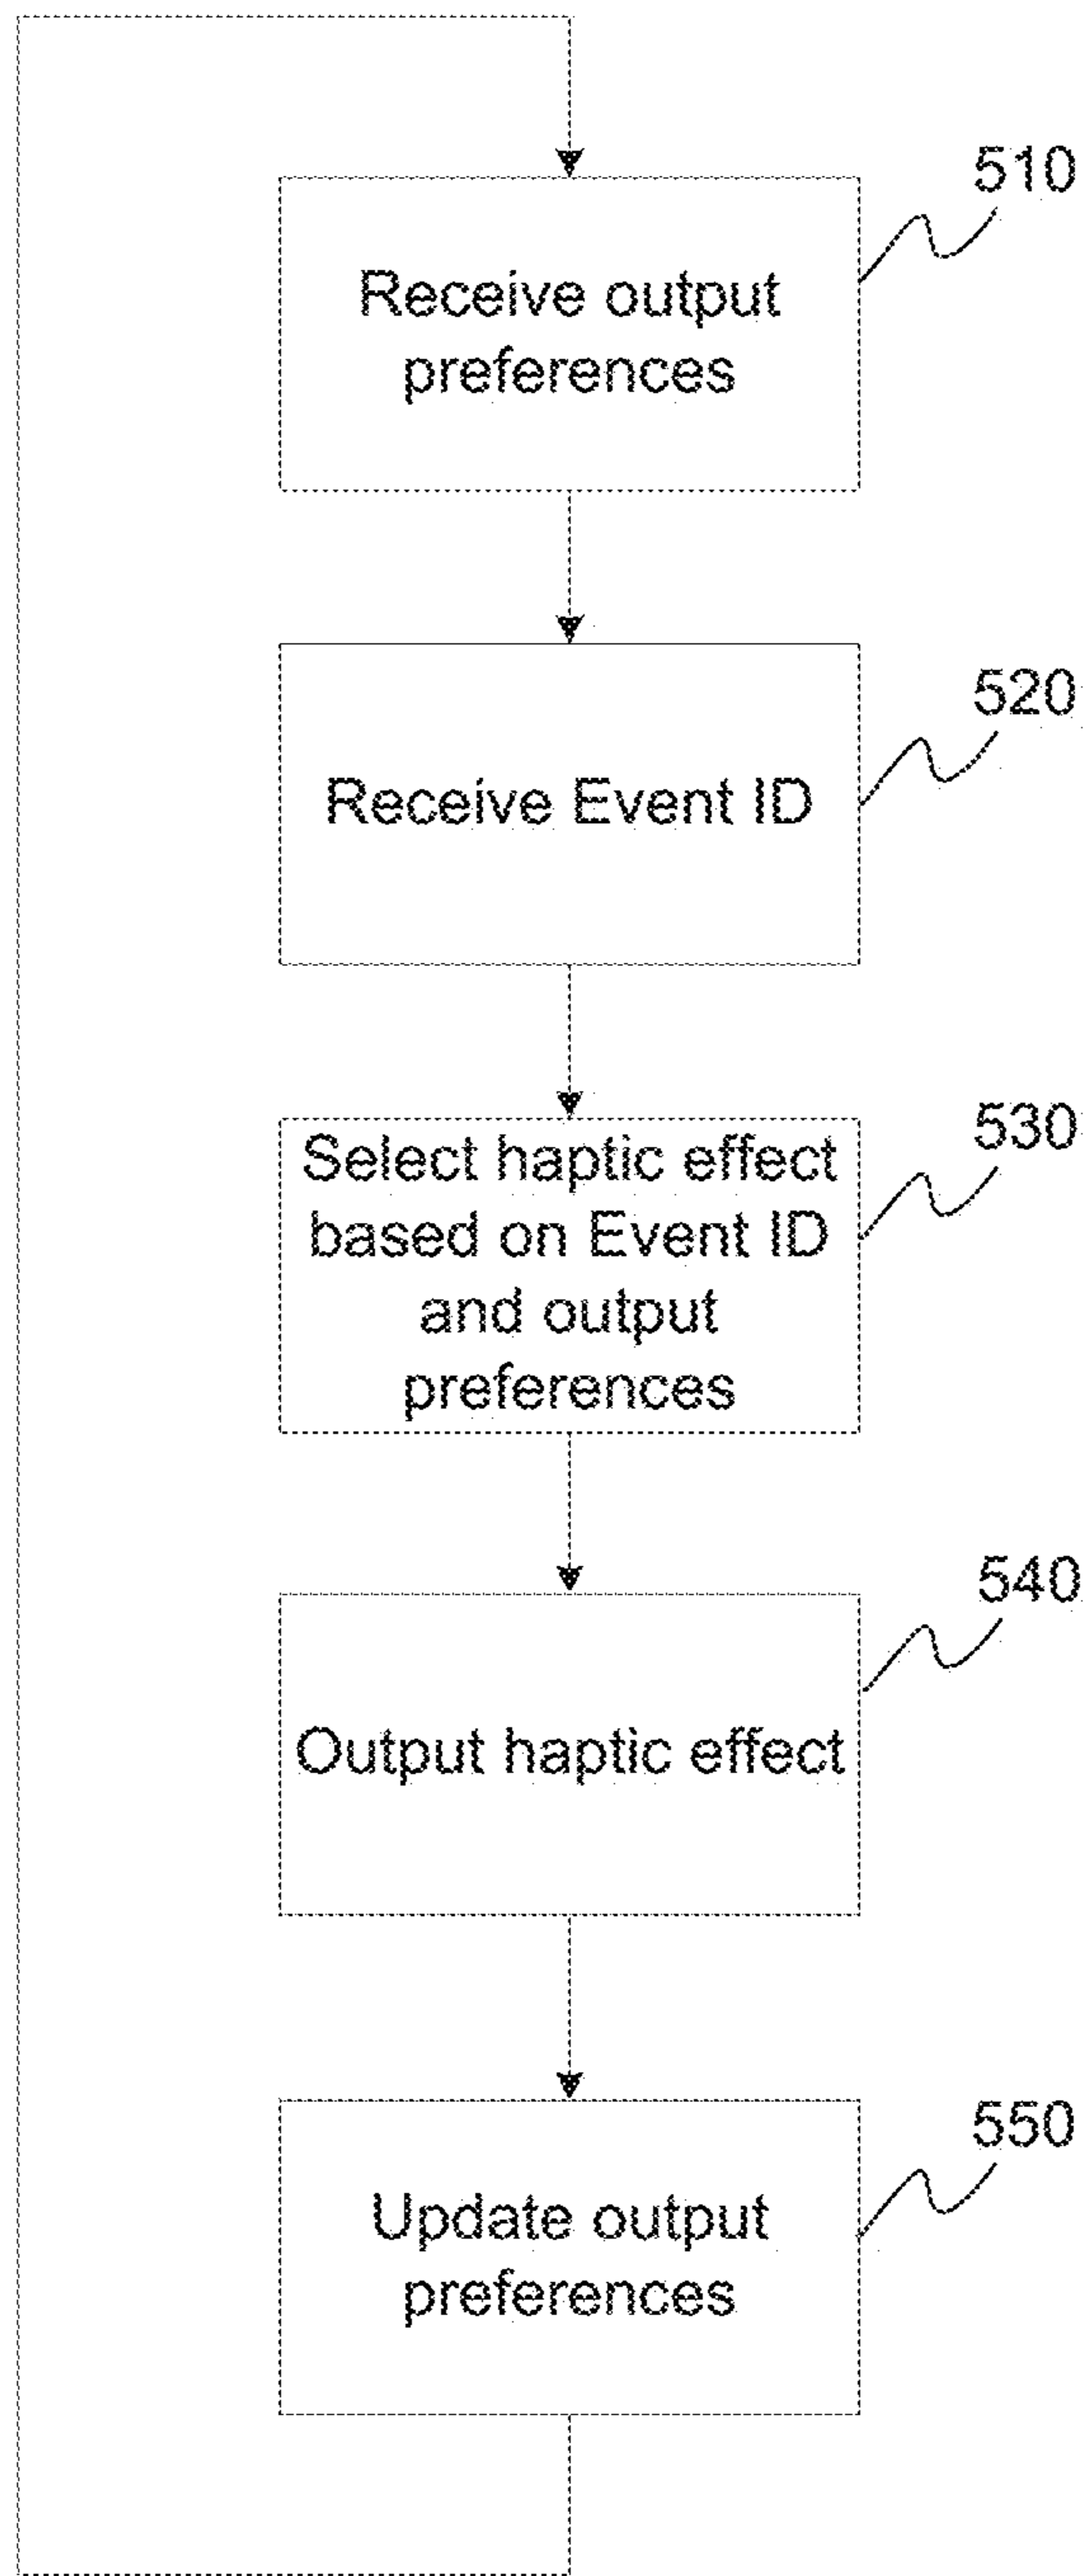 510
Receive output
preferences
520
Receive Event ID
530
Select haptic effect
based on Event ID
and output
preferences
540
Output haptic effect
550
Update output
preferences